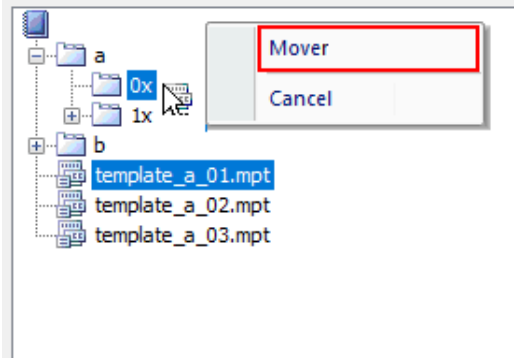 Mover
Cancel
a
0x
1x
b
template_a_01.mpt
template_a_02.mpt
template_a_03.mpt